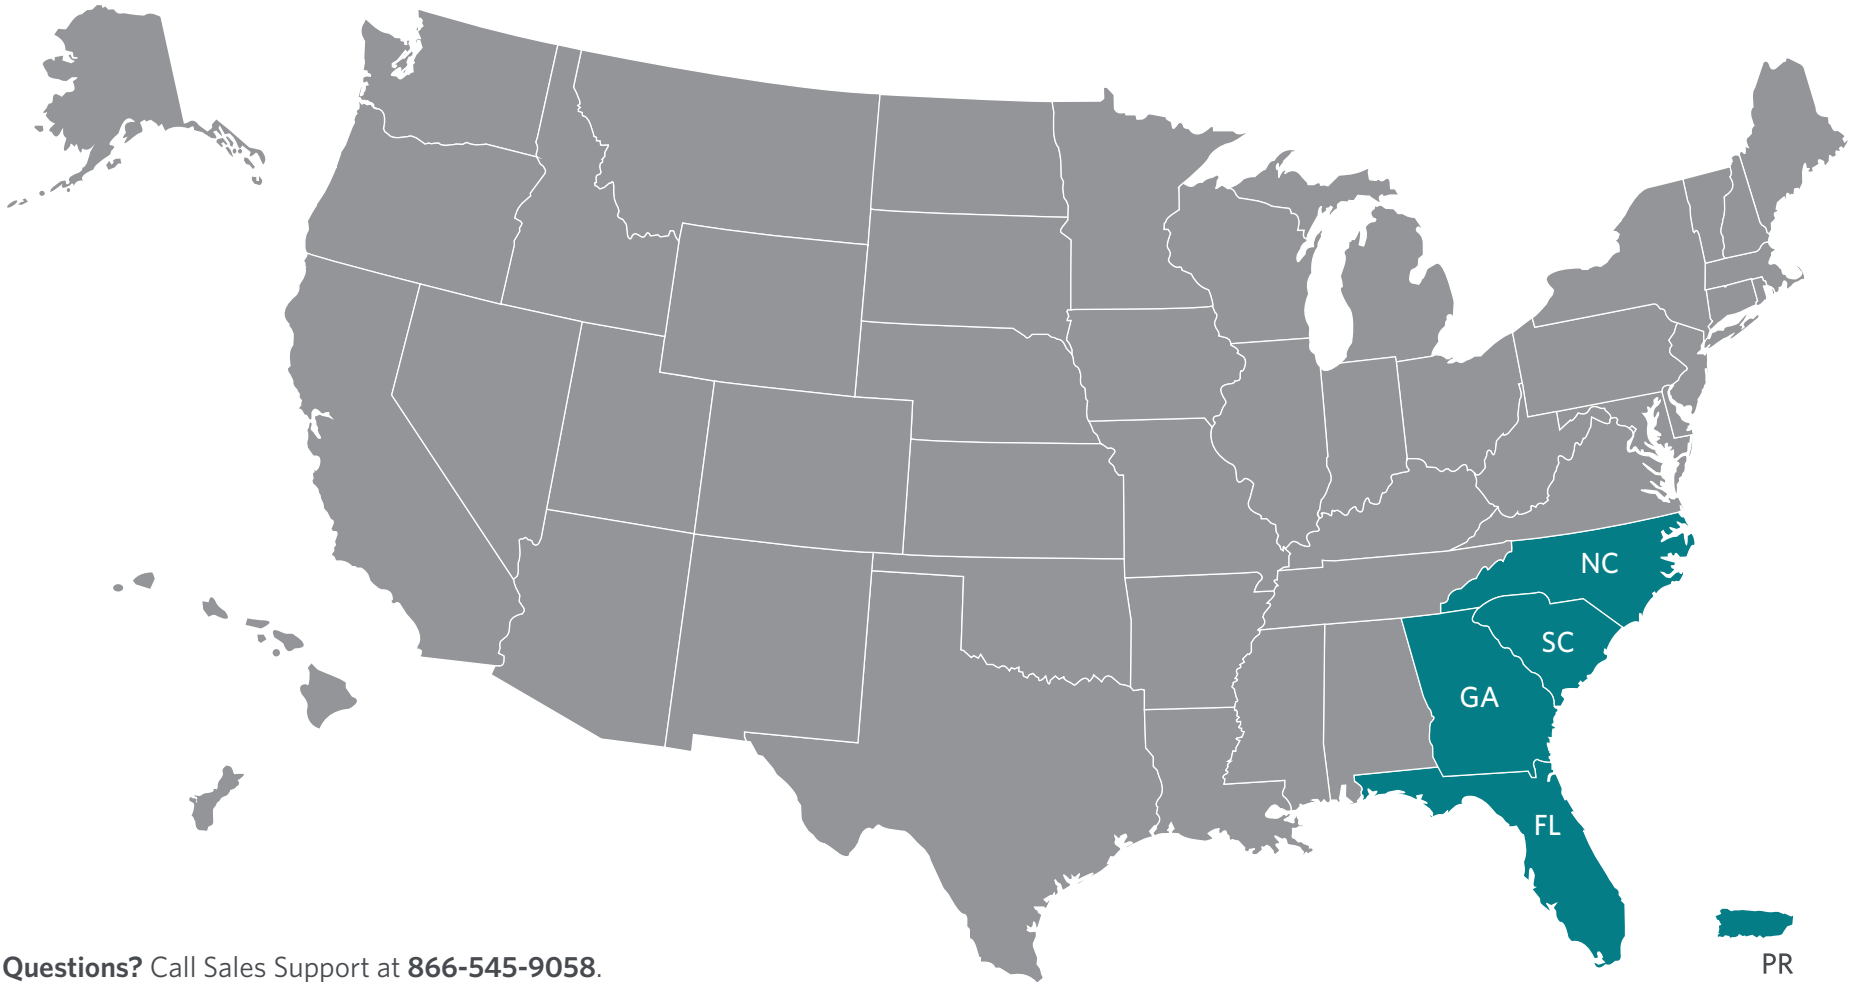 NC
SC
GA
FL
PR
Questions? Call Sales Support at 866-545-9058.